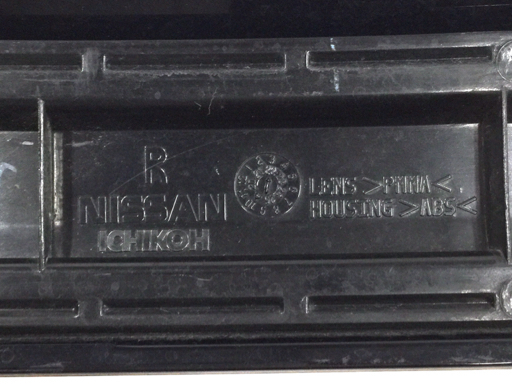 R
NISSAN
ICHIKOH
LENS >PMMA<.
HOUSING >ABS<